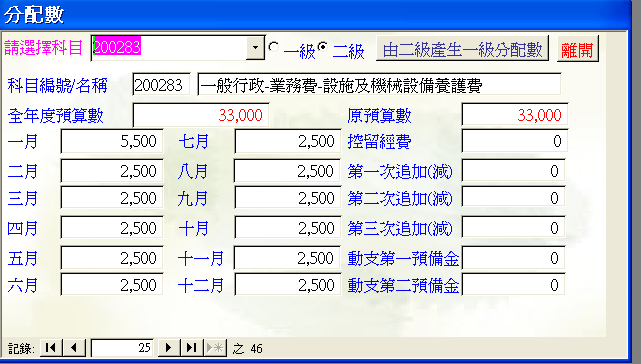 分配數
請選擇科目 200283 一級 二級 由二級產生一級分配數 離開
科目編號/名稱 200283 一般行政-業務費-設施及機械設備養護費
全年度預算數 33,000 原預算數 33,000
一月 5,500 七月 2,500 控留經費 0
二月 2,500 八月 2,500 第一次追加(減) 0
三月 2,500 九月 2,500 第二次追加(減) 0
四月 2,500 十月 2,500 第三次追加(減) 0
五月 2,500 十一月 2,500 動支第一預備金 0
六月 2,500 十二月 2,500 動支第二預備金 0
記錄: 25 之 46